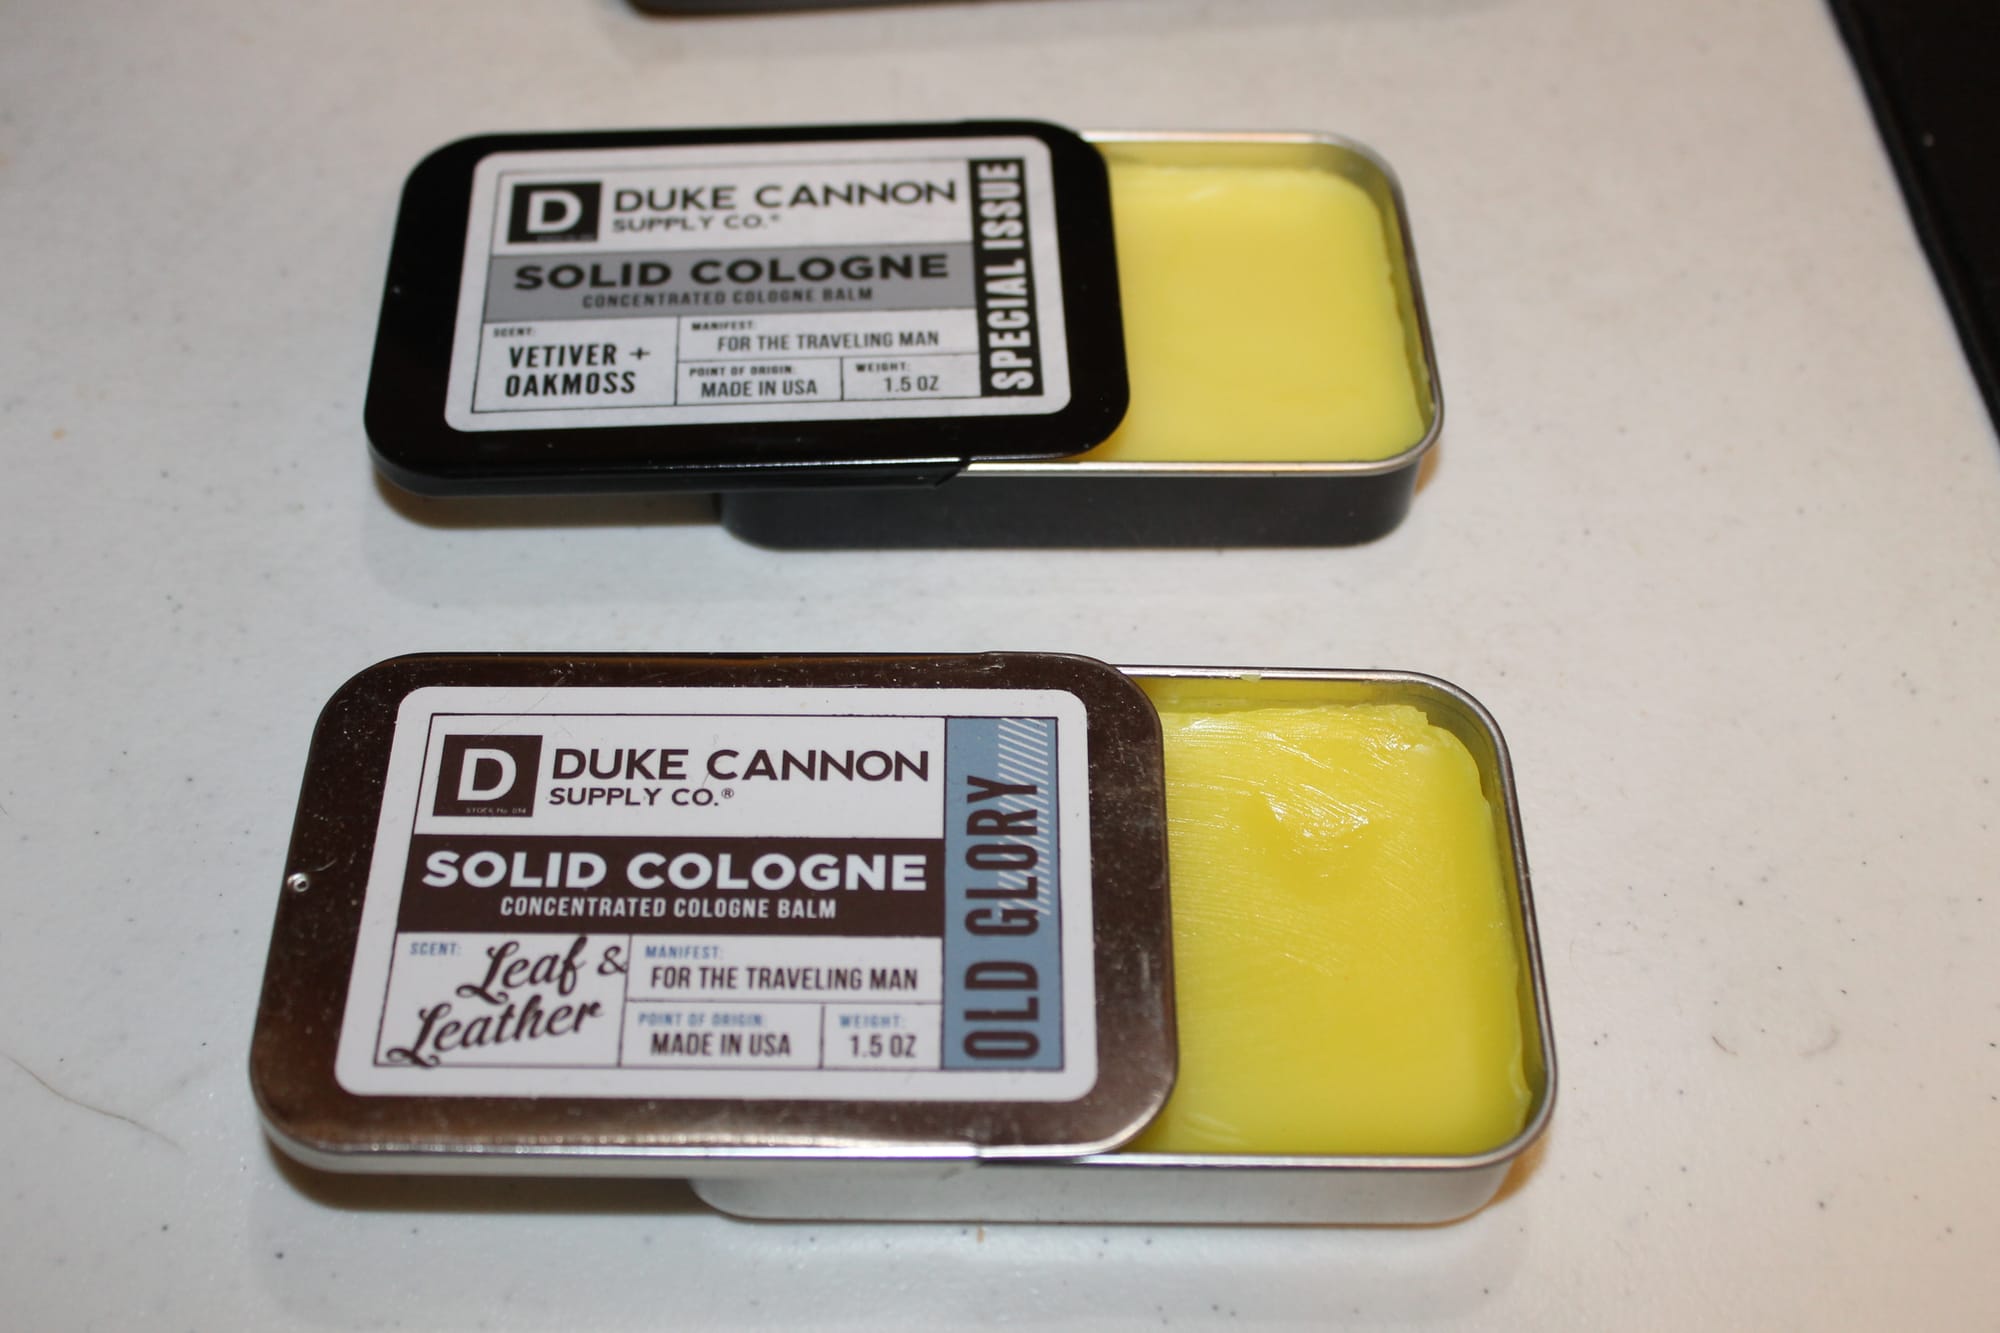 D
DUKE CANNON
SUPPLY CO.®
SOLID COLOGNE
CONCENTRATED COLOGNE BALM
SCENT:
VETIVER +
OAKMOSS
MANIFEST:
FOR THE TRAVELING MAN
POINT OF ORIGIN:
MADE IN USA
WEIGHT:
1.5 OZ
SPECIAL ISSUE
D
STOCK No. 014
DUKE CANNON
SUPPLY CO.®
SOLID COLOGNE
CONCENTRATED COLOGNE BALM
SCENT:
Leaf &
Leather
MANIFEST:
FOR THE TRAVELING MAN
POINT OF ORIGIN:
MADE IN USA
WEIGHT:
1.5 OZ
OLD GLORY